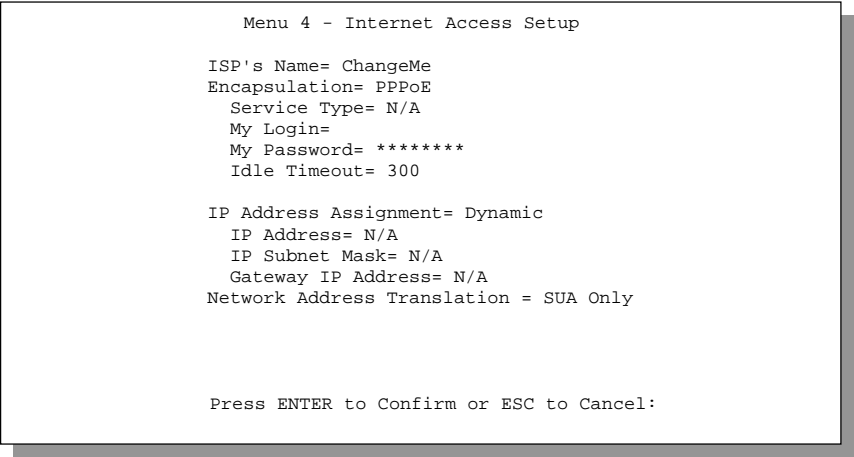 Menu 4 - Internet Access Setup
ISP's Name= ChangeMe
Encapsulation= PPPoE
Service Type= N/A
My Login=
My Password= ********
Idle Timeout= 300
IP Address Assignment= Dynamic
IP Address= N/A
IP Subnet Mask= N/A
Gateway IP Address= N/A
Network Address Translation = SUA Only
Press ENTER to Confirm or ESC to Cancel: